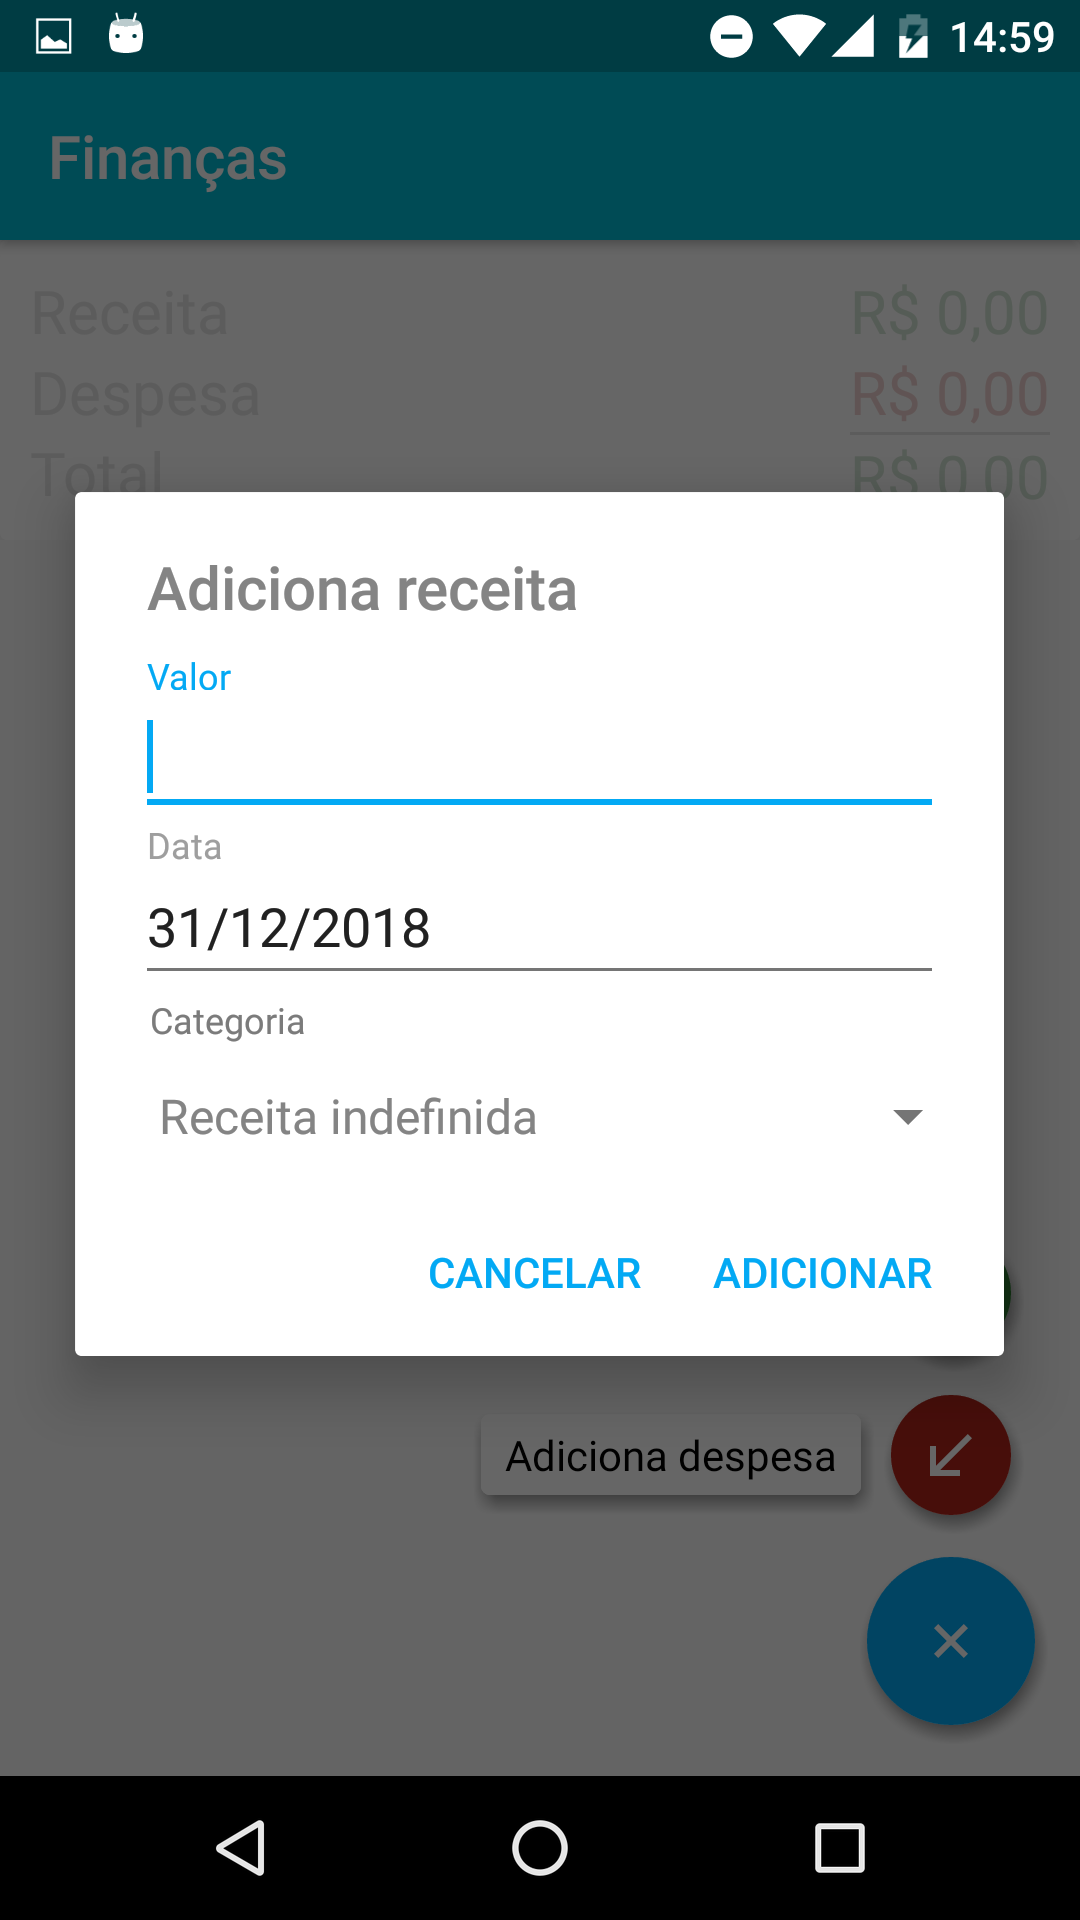 14:59
Finanças
Receita R$ 0,00
Despesa R$ 0,00
Total R$ 0,00
Adiciona receita
Valor
Data
31/12/2018
Categoria
Receita indefinida
CANCELAR ADICIONAR
Adiciona despesa